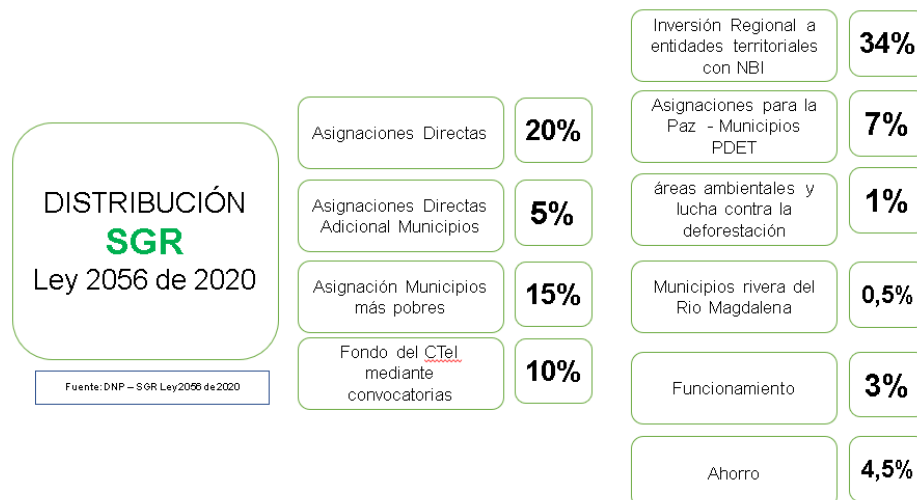 DISTRIBUCIÓN
SGR
Ley 2056 de 2020
Fuente: DNP – SGR Ley 2056 de 2020
Asignaciones Directas
20%
Asignaciones Directas
Adicional Municipios
5%
Asignación Municipios
más pobres
15%
Fondo del CTeI
mediante
convocatorias
10%
Inversión Regional a
entidades territoriales
con NBI
34%
Asignaciones para la
Paz - Municipios
PDET
7%
áreas ambientales y
lucha contra la
deforestación
1%
Municipios rivera del
Rio Magdalena
0,5%
Funcionamiento
3%
Ahorro
4,5%